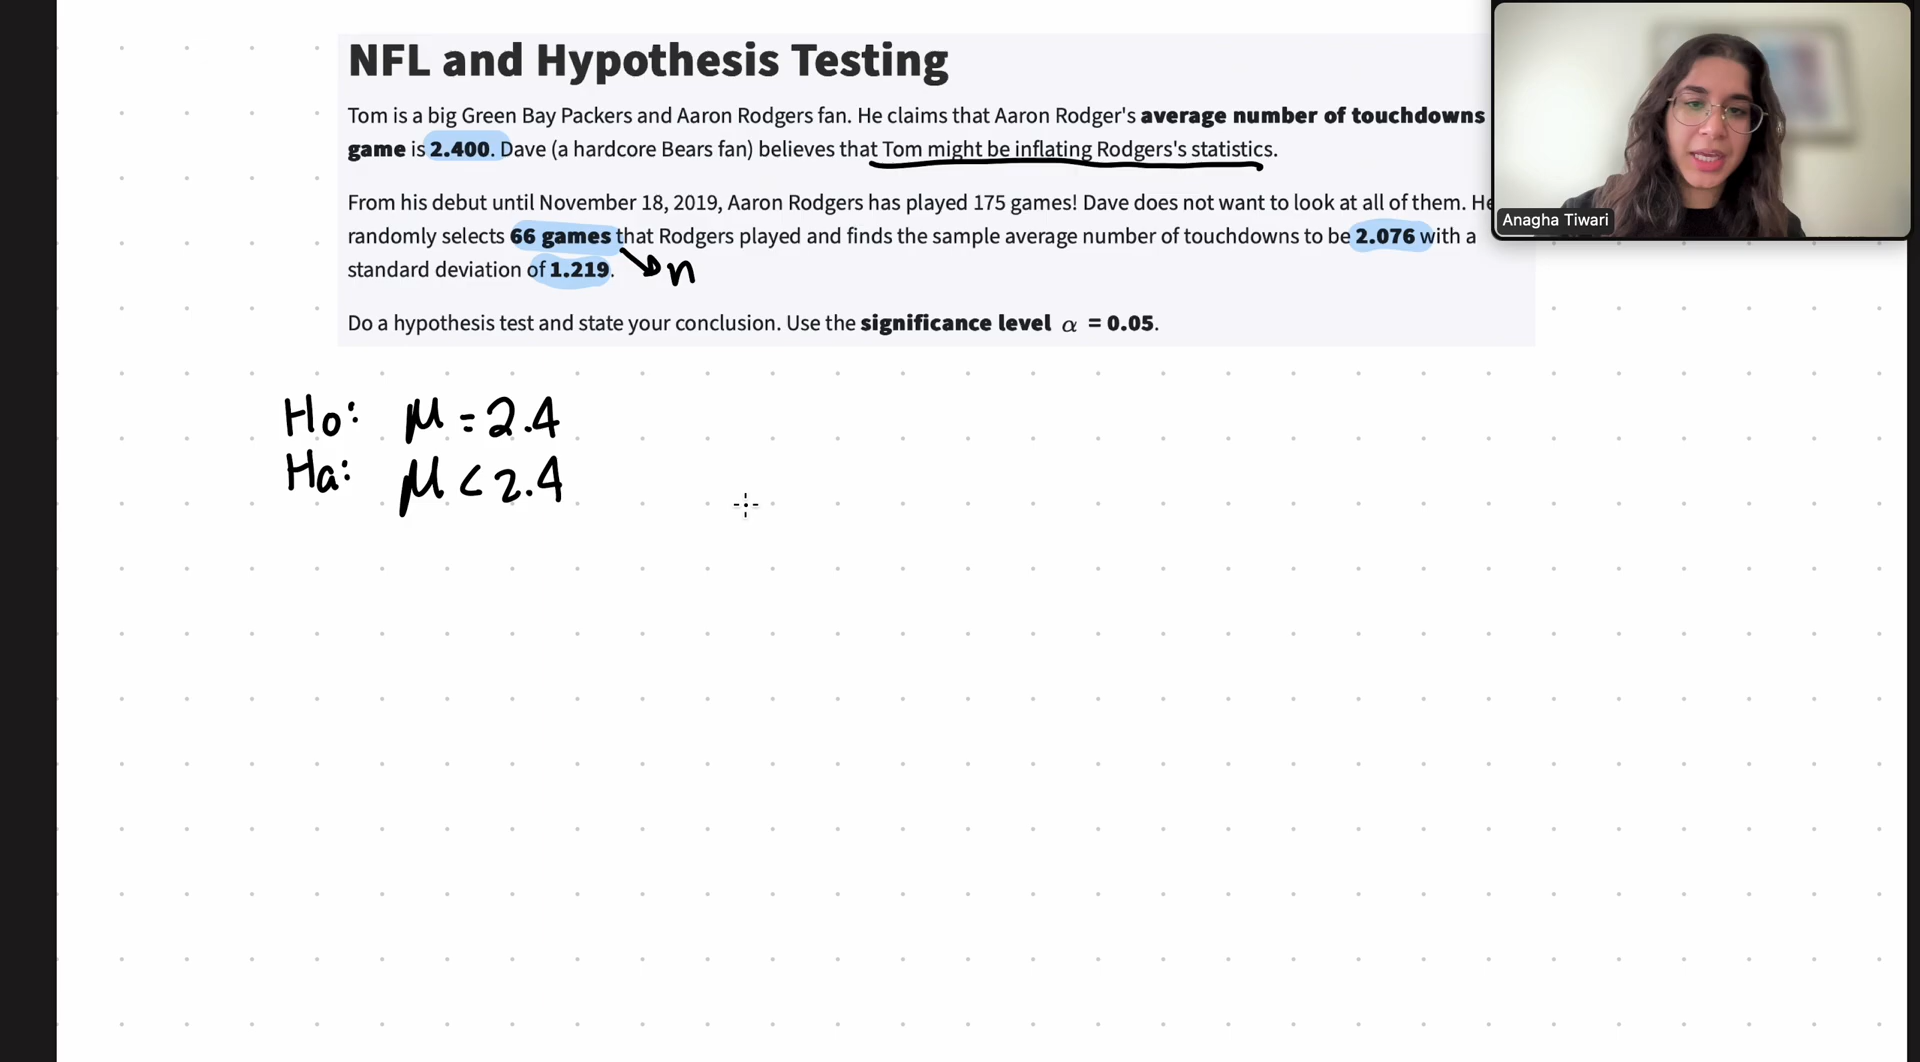 NFL and Hypothesis Testing
Tom is a big Green Bay Packers and Aaron Rodgers fan. He claims that Aaron Rodger's average number of touchdowns
game is 2.400. Dave (a hardcore Bears fan) believes that Tom might be inflating Rodgers's statistics.
From his debut until November 18, 2019, Aaron Rodgers has played 175 games! Dave does not want to look at all of them. He
randomly selects 66 games that Rodgers played and finds the sample average number of touchdowns to be 2.076 with a
standard deviation of 1.219.
n
Do a hypothesis test and state your conclusion. Use the significance level α = 0.05.
Ho: μ = 2.4
Ha: μ < 2.4
Anagha Tiwari